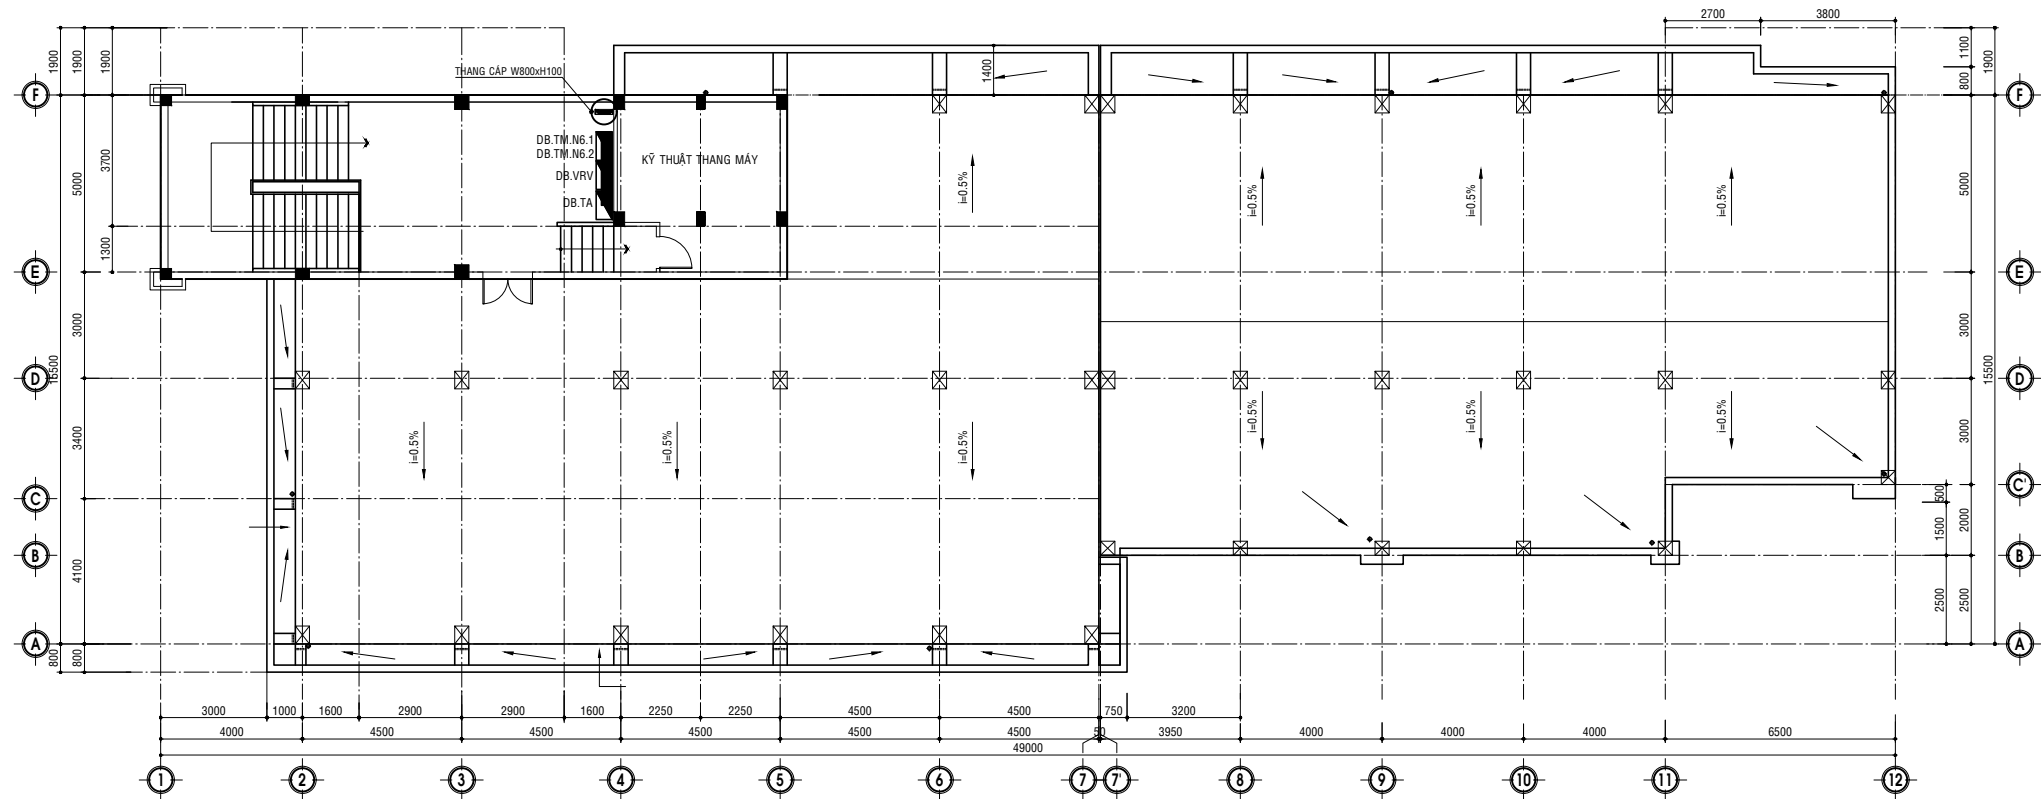 2700 3800
1900 1900 1900
1400
1100 800 1900
THANG CÁP W800xH100
F F
DB.TM.N6.1
DB.TM.N6.2
KỸ THUẬT THANG MÁY
DB.VRV
DB.TA
5000 3700 1300
i=0.5% i=0.5% i=0.5% i=0.5%
5000 5000
E E
3000 3000
15500 15500
D D
3400 3000
i=0.5% i=0.5% i=0.5% i=0.5% i=0.5% i=0.5%
C C'
500 1500 2000
B B
4100 2500 2500
A A
800 800
3000 1000 1600 2900 2900 1600 2250 2250 4500 4500 750 3200
4000 4500 4500 4500 4500 4500 50 3950 4000 4000 4000 6500
49000
1 2 3 4 5 6 7 7' 8 9 10 11 12